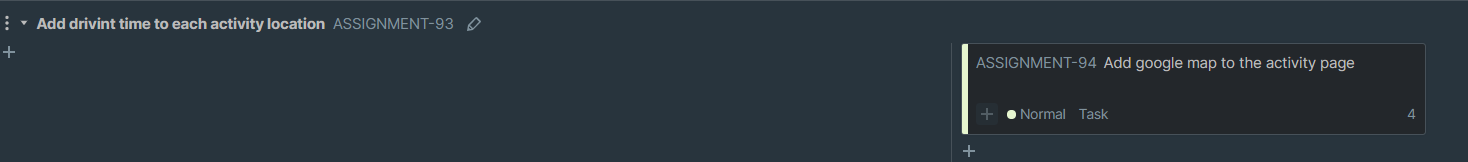 Add drivint time to each activity location ASSIGNMENT-93
ASSIGNMENT-94 Add google map to the activity page
Normal Task 4